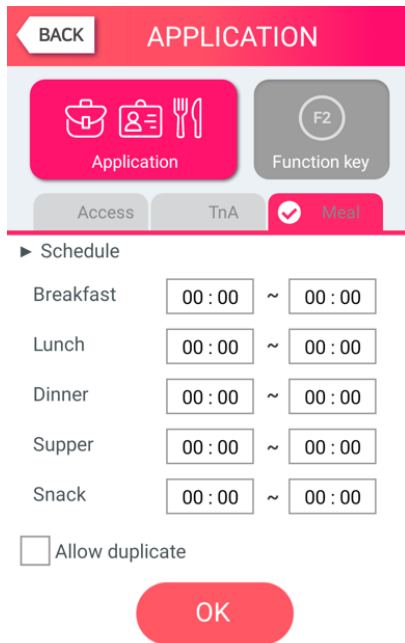 BACK APPLICATION
F2
Application Function key
Access TnA Meal
► Schedule
Breakfast 00 : 00 ~ 00 : 00
Lunch 00 : 00 ~ 00 : 00
Dinner 00 : 00 ~ 00 : 00
Supper 00 : 00 ~ 00 : 00
Snack 00 : 00 ~ 00 : 00
Allow duplicate
OK